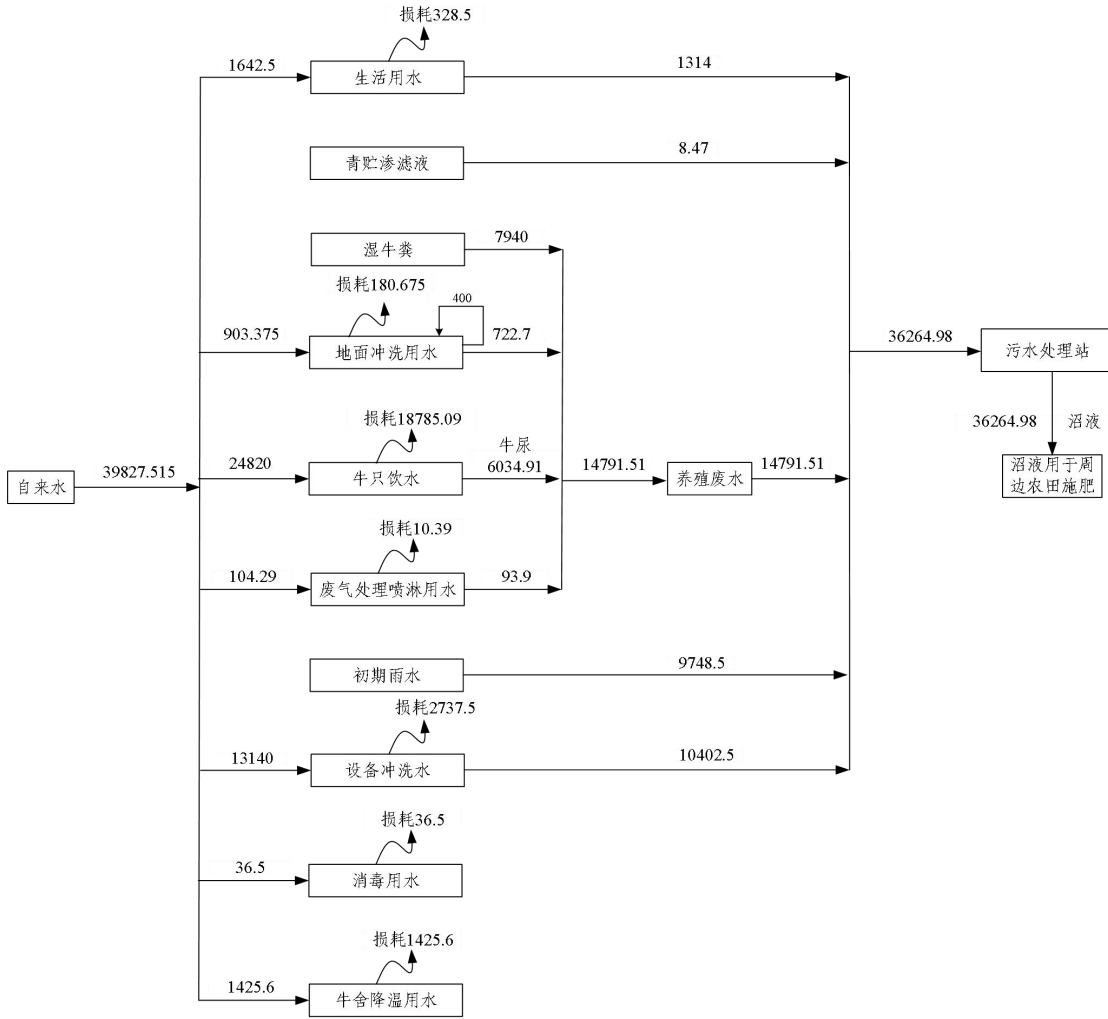 损耗328.5
1642.5
生活用水
1314
青贮渗滤液
8.47
湿牛粪
7940
损耗180.675
400
903.375
地面冲洗用水
722.7
36264.98
污水处理站
损耗18785.09
36264.98
沼液
牛尿
自来水
39827.515
24820
牛只饮水
6034.91
14791.51
养殖废水
14791.51
沼液用于周
边农田施肥
损耗10.39
104.29
废气处理喷淋用水
93.9
初期雨水
9748.5
损耗2737.5
13140
设备冲洗水
10402.5
损耗36.5
36.5
消毒用水
损耗1425.6
1425.6
牛舍降温用水